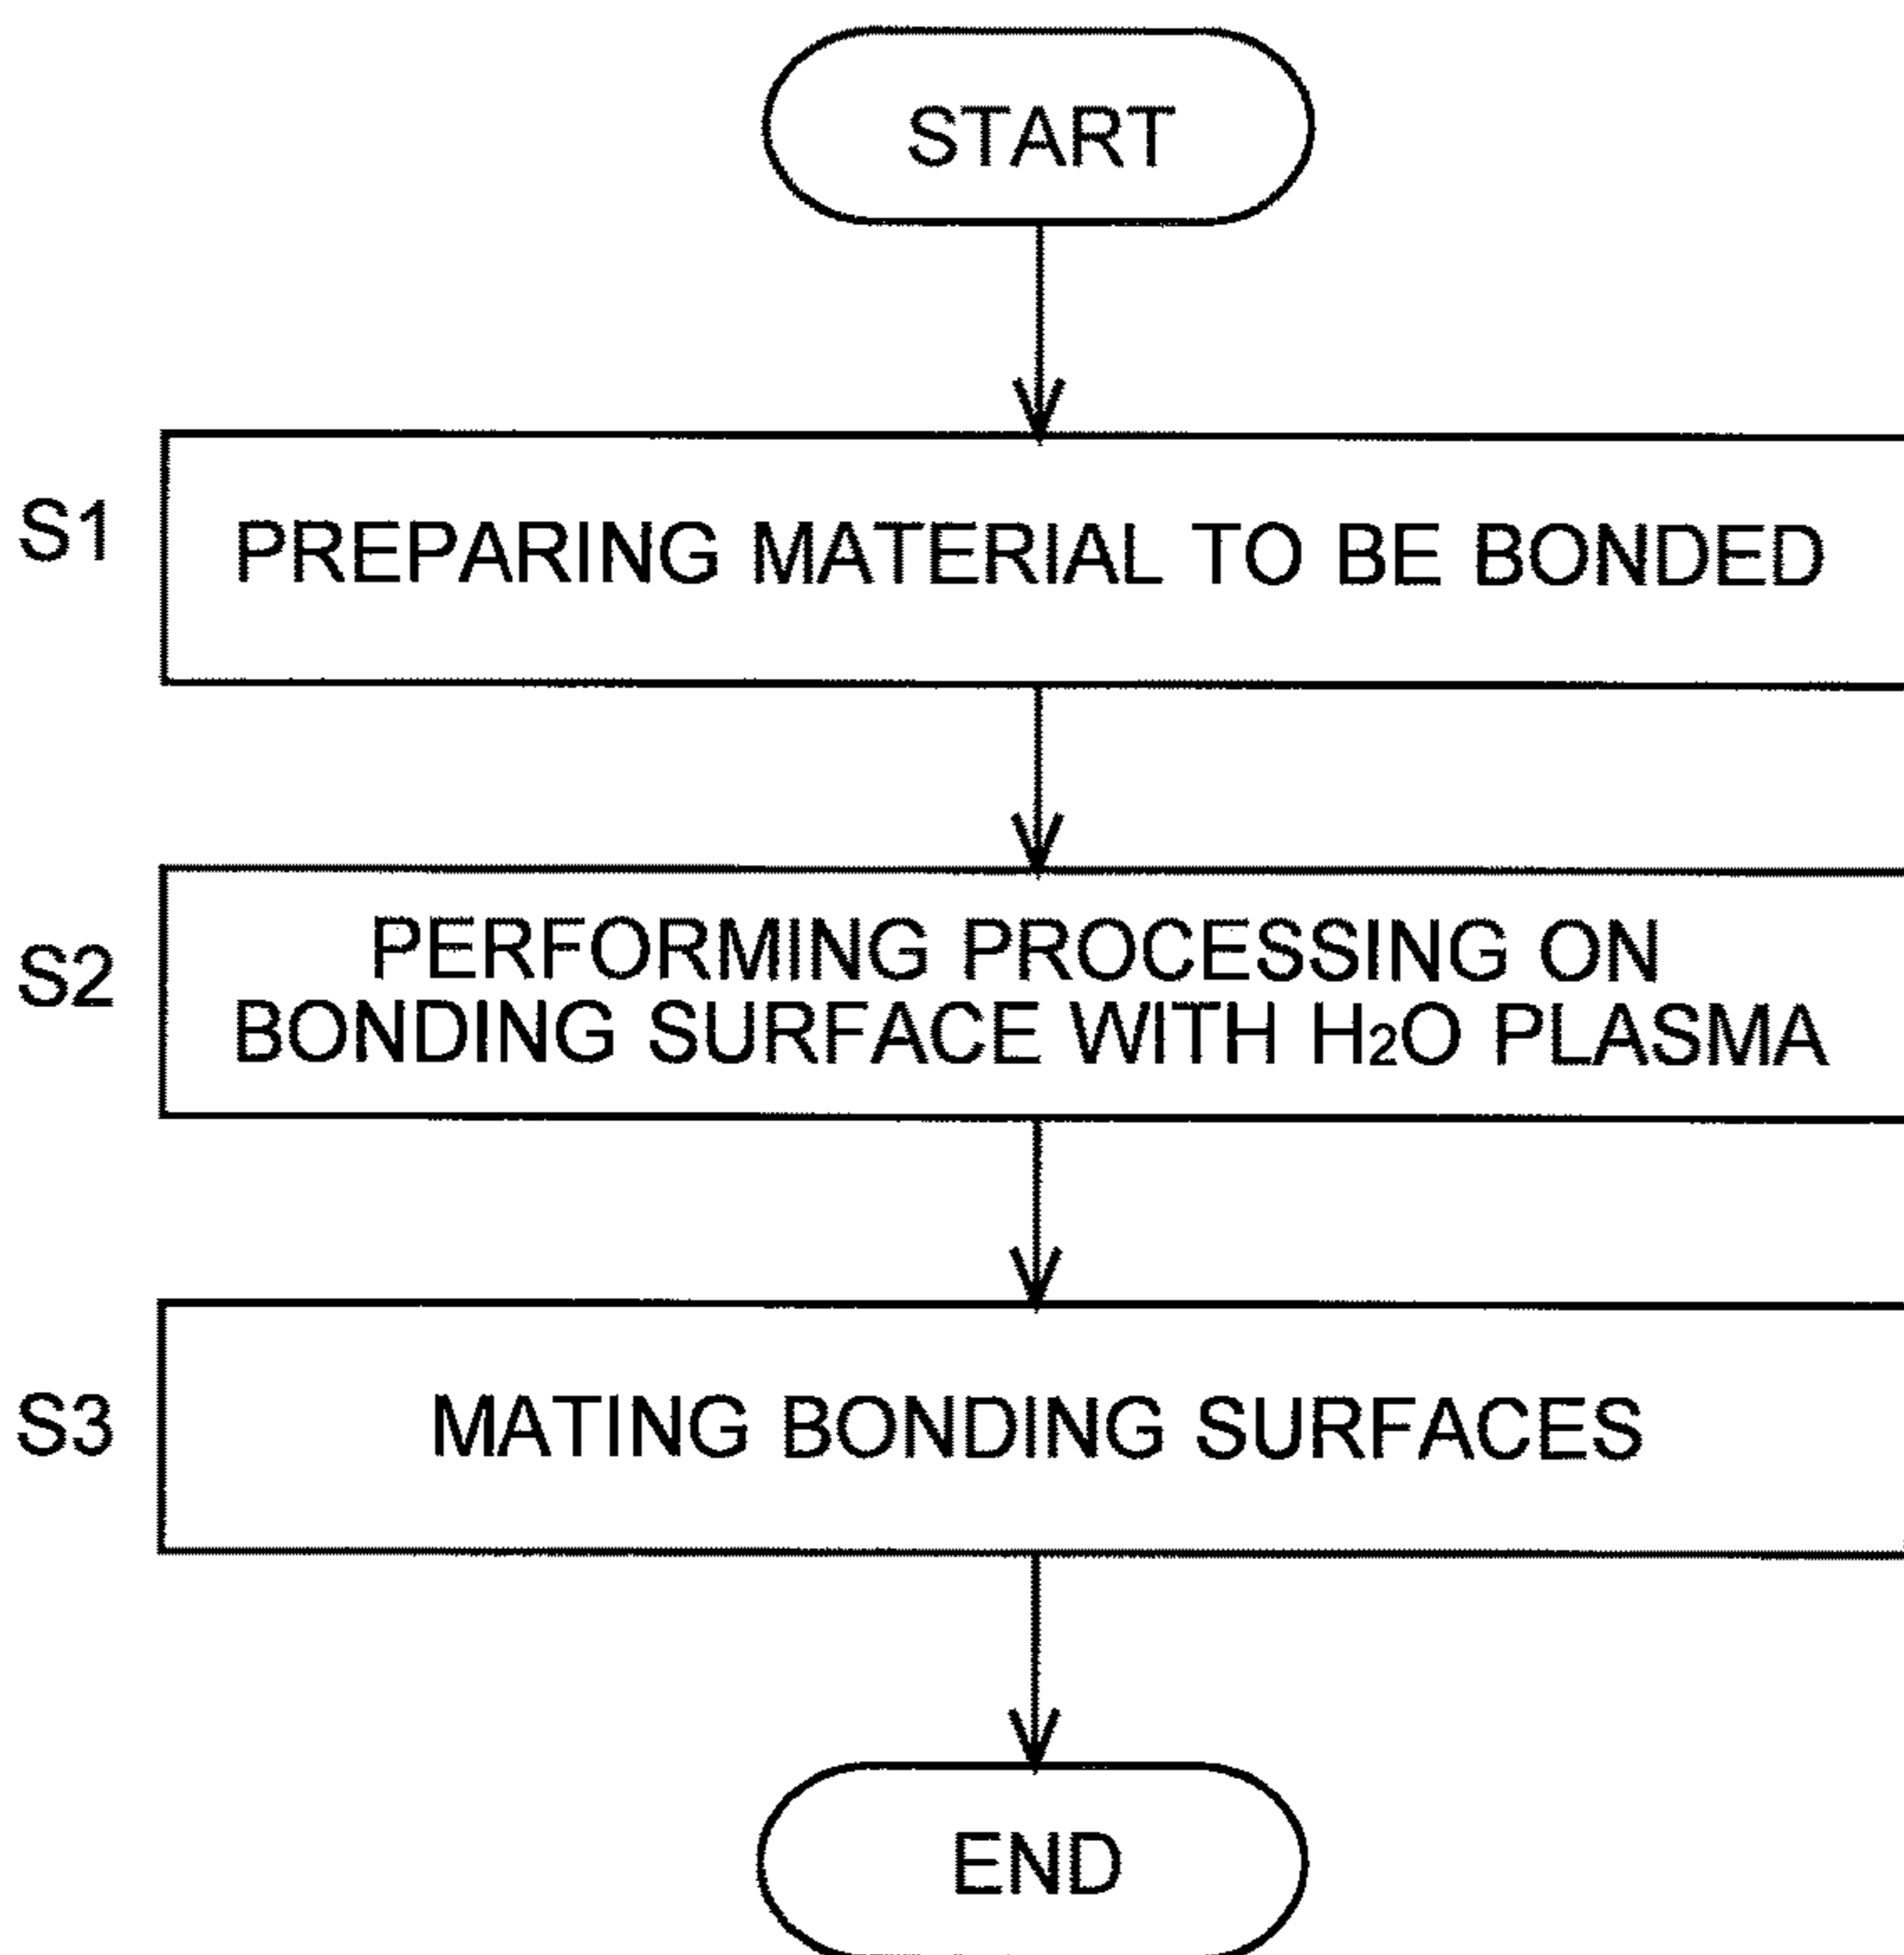 START
S1
PREPARING MATERIAL TO BE BONDED
S2
PERFORMING PROCESSING ON
BONDING SURFACE WITH H₂O PLASMA
S3
MATING BONDING SURFACES
END